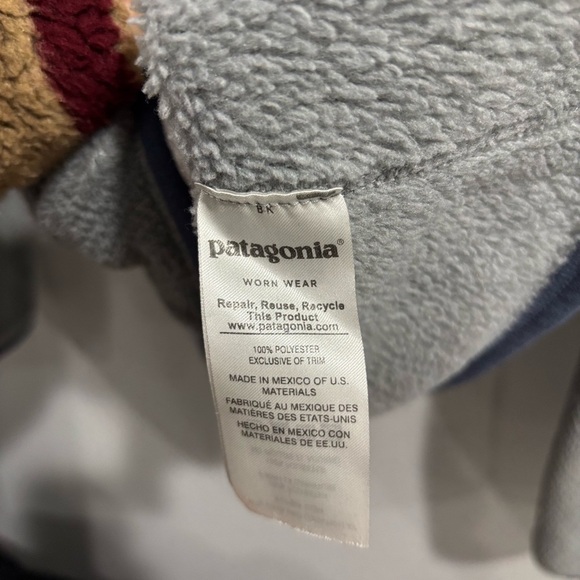 8K
patagonia®
WORN WEAR
Repair, Reuse, Recycle
This Product
www.patagonia.com
100% POLYESTER
EXCLUSIVE OF TRIM
MADE IN MEXICO OF U.S.
MATERIALS
FABRIQUÉ AU MEXIQUE DES
MATIÈRES DES ETATS-UNIS
HECHO EN MEXICO CON
MATERIALES DE EE.UU.